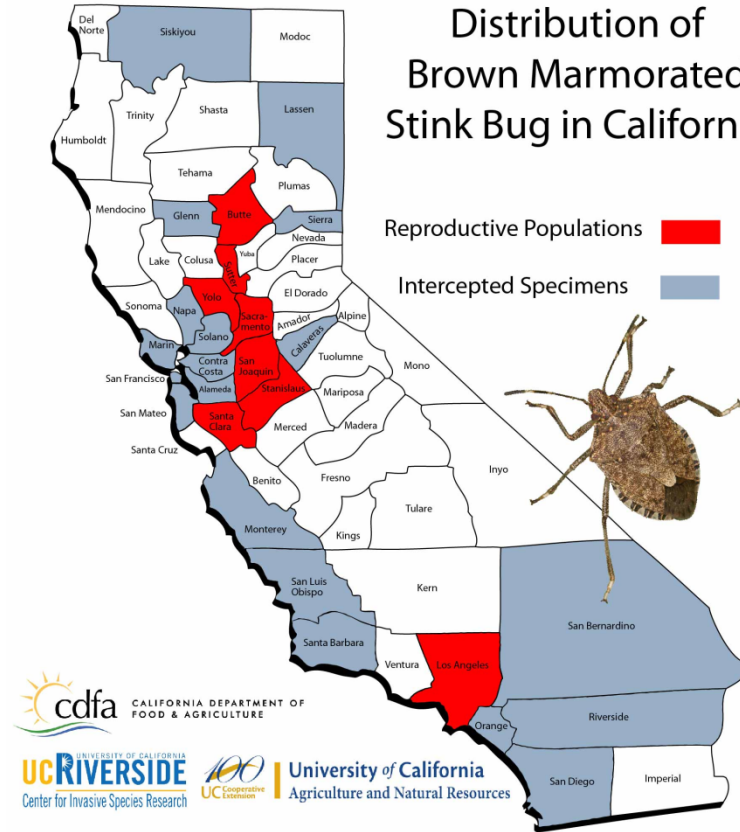 Distribution of
Brown Marmorated
Stink Bug in Californ
Reproductive Populations
Intercepted Specimens
Del
Norte
Siskiyou
Modoc
Humboldt
Trinity
Shasta
Lassen
Tehama
Plumas
Mendocino
Glenn
Butte
Sierra
Lake
Colusa
Sutter
Yuba
Nevada
Placer
Sonoma
Napa
Yolo
El Dorado
Sacra-
mento
Amador
Alpine
Solano
Marin
Calaveras
Tuolumne
Mono
Contra
Costa
San
Joaquin
San Francisco
Alameda
Stanislaus
Mariposa
San Mateo
Santa
Clara
Merced
Madera
Santa Cruz
Benito
Fresno
Inyo
Monterey
Kings
Tulare
San Luis
Obispo
Kern
San Bernardino
Santa Barbara
Ventura
Los Angeles
Orange
Riverside
San Diego
Imperial
cdfa
CALIFORNIA DEPARTMENT OF
FOOD & AGRICULTURE
UNIVERSITY OF CALIFORNIA
UCRIVERSIDE
Center for Invasive Species Research
100
UC Cooperative
Extension
University of California
Agriculture and Natural Resources